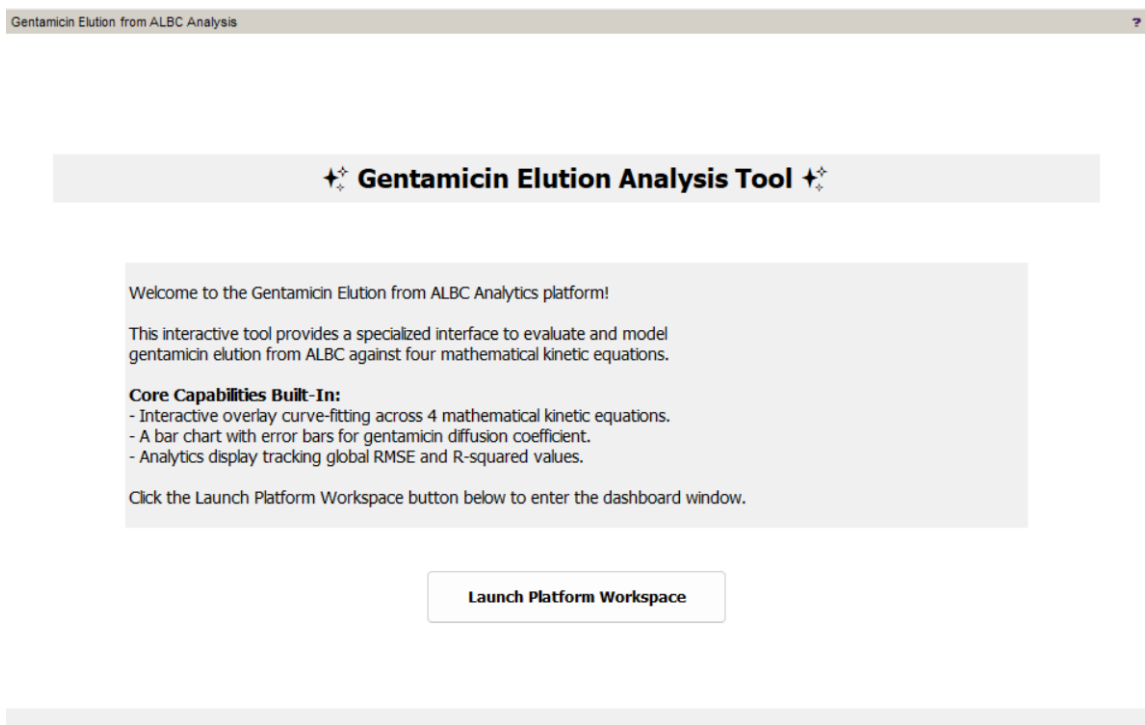 Gentamicin Elution from ALBC Analysis ?
Gentamicin Elution Analysis Tool
Welcome to the Gentamicin Elution from ALBC Analytics platform!
This interactive tool provides a specialized interface to evaluate and model
gentamicin elution from ALBC against four mathematical kinetic equations.
Core Capabilities Built-In:
- Interactive overlay curve-fitting across 4 mathematical kinetic equations.
- A bar chart with error bars for gentamicin diffusion coefficient.
- Analytics display tracking global RMSE and R-squared values.
Click the Launch Platform Workspace button below to enter the dashboard window.
Launch Platform Workspace